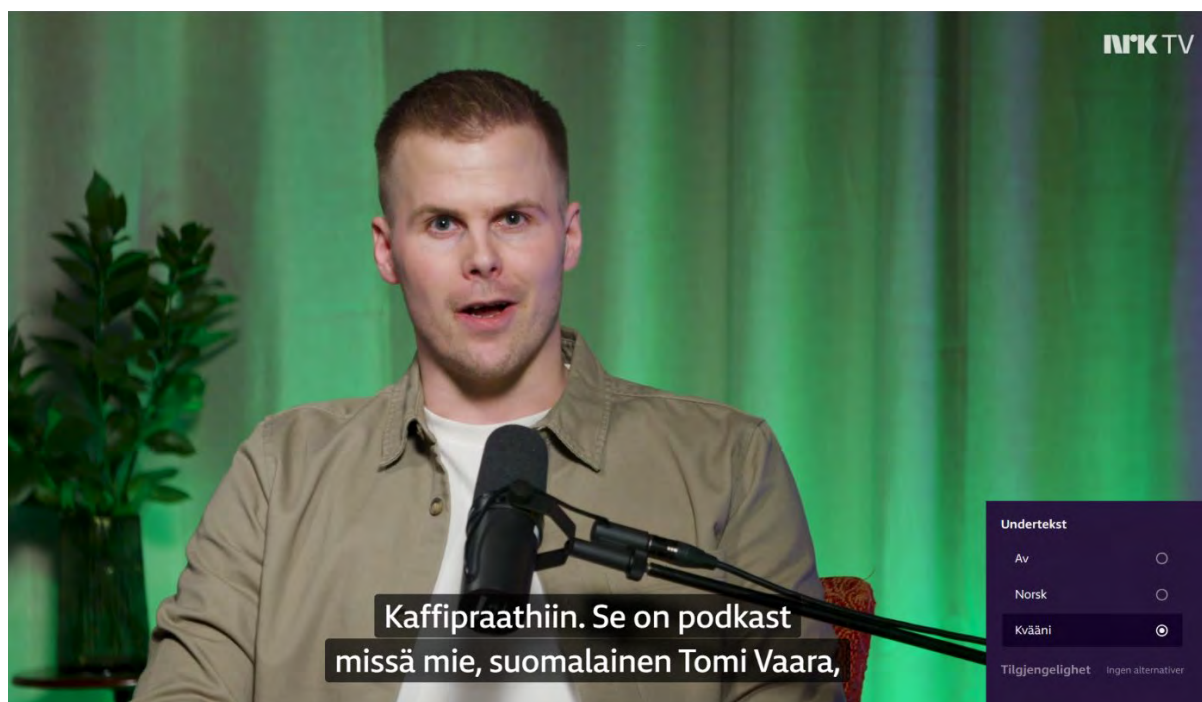 NRK TV
Kaffipraathiin. Se on podkast
missä mie, suomalainen Tomi Vaara,
Undertekst
Av
Norsk
Kvääni
Tilgjengelighet Ingen alternativer